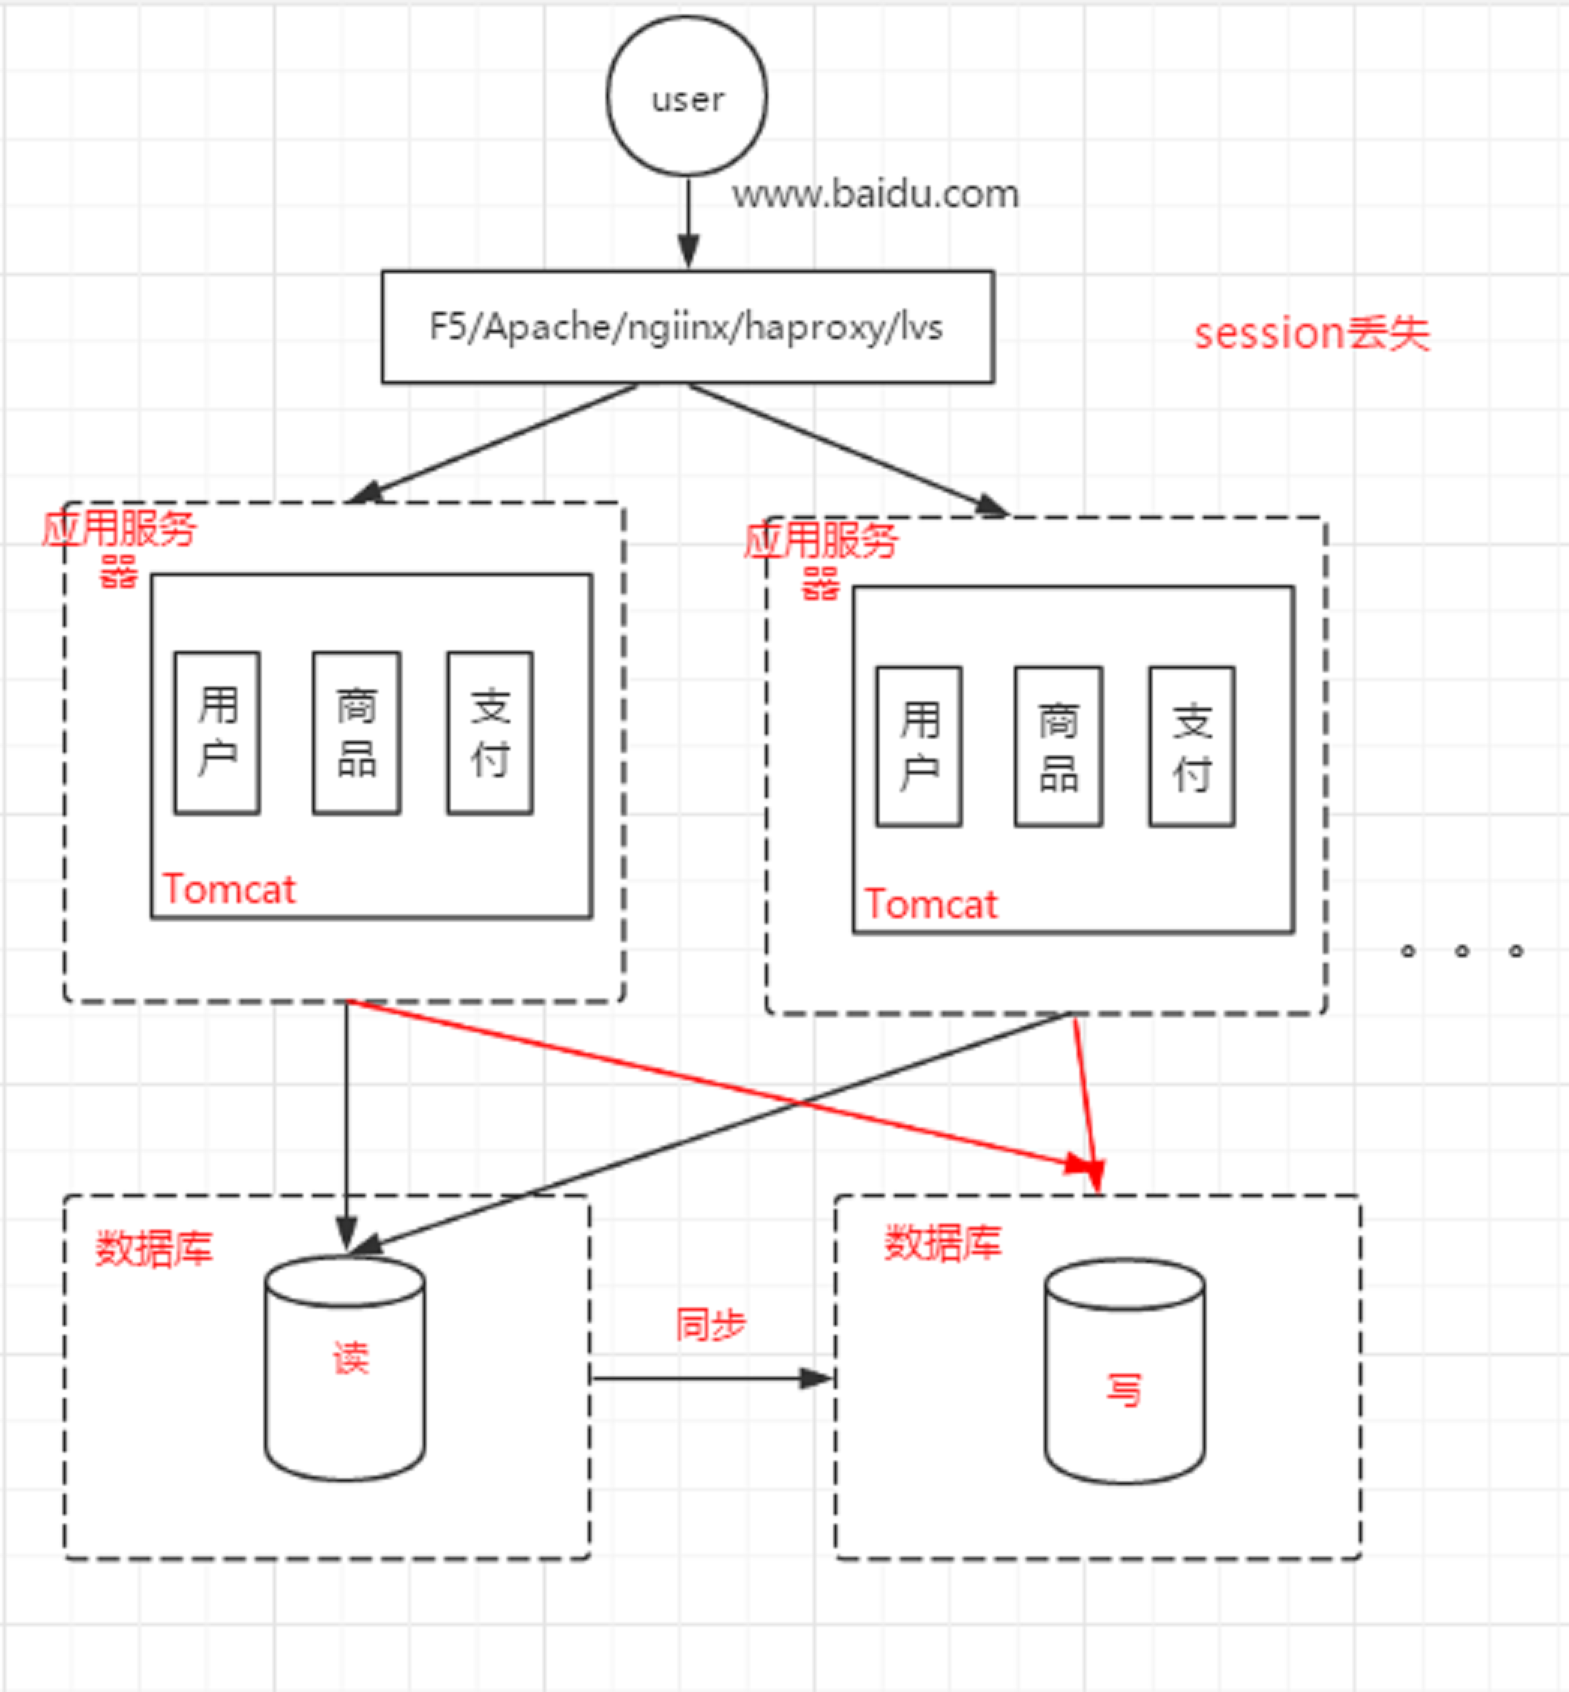 user
www.baidu.com
F5/Apache/ngiinx/haproxy/lvs
session丢失
应用服务
器
用
户
商
品
支
付
Tomcat
应用服务
器
用
户
商
品
支
付
Tomcat
数据库
读
同步
数据库
写